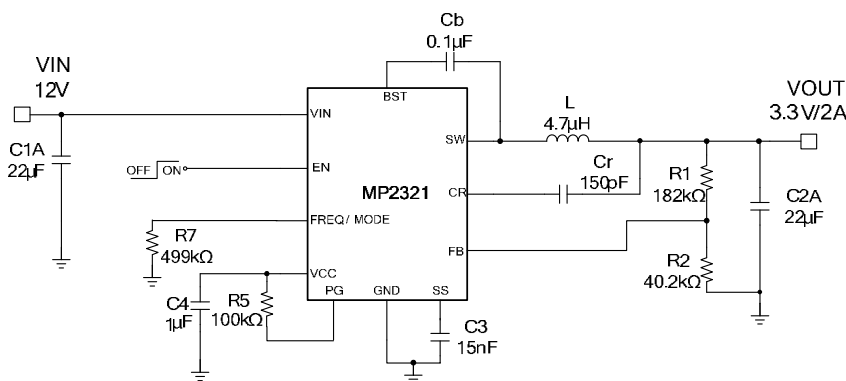 Cb
0.1µF
VIN
12V
BST
VOUT
3.3V/2A
L
4.7µH
VIN
SW
C1A
22µF
OFF ON
EN
MP2321
CR
Cr
150pF
R1
182kΩ
C2A
22µF
FREQ/ MODE
R7
499kΩ
FB
R2
40.2kΩ
VCC
PG
GND
SS
C4
1µF
R5
100kΩ
C3
15nF